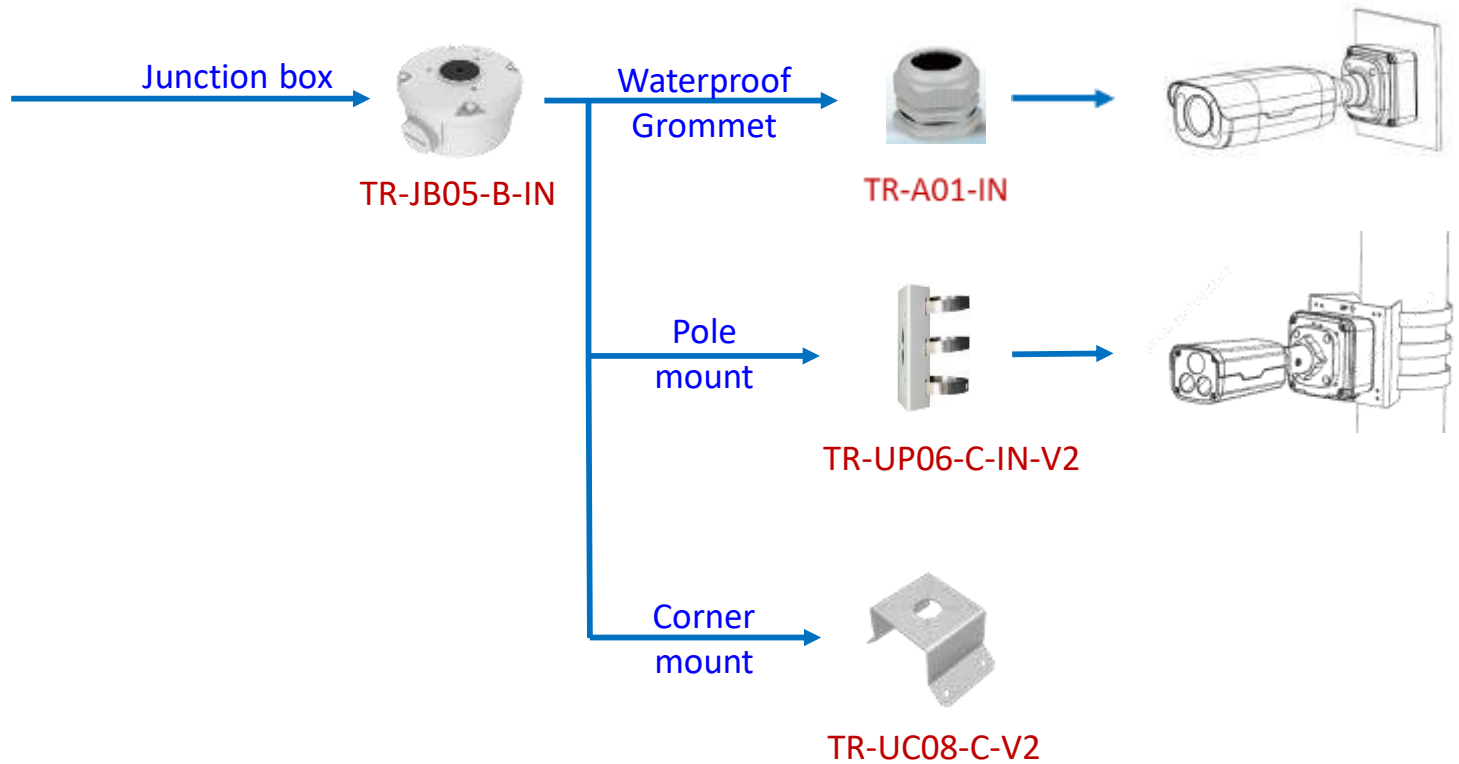 Junction box
TR-JB05-B-IN
Waterproof
Grommet
TR-A01-IN
Pole
mount
TR-UP06-C-IN-V2
Corner
mount
TR-UC08-C-V2